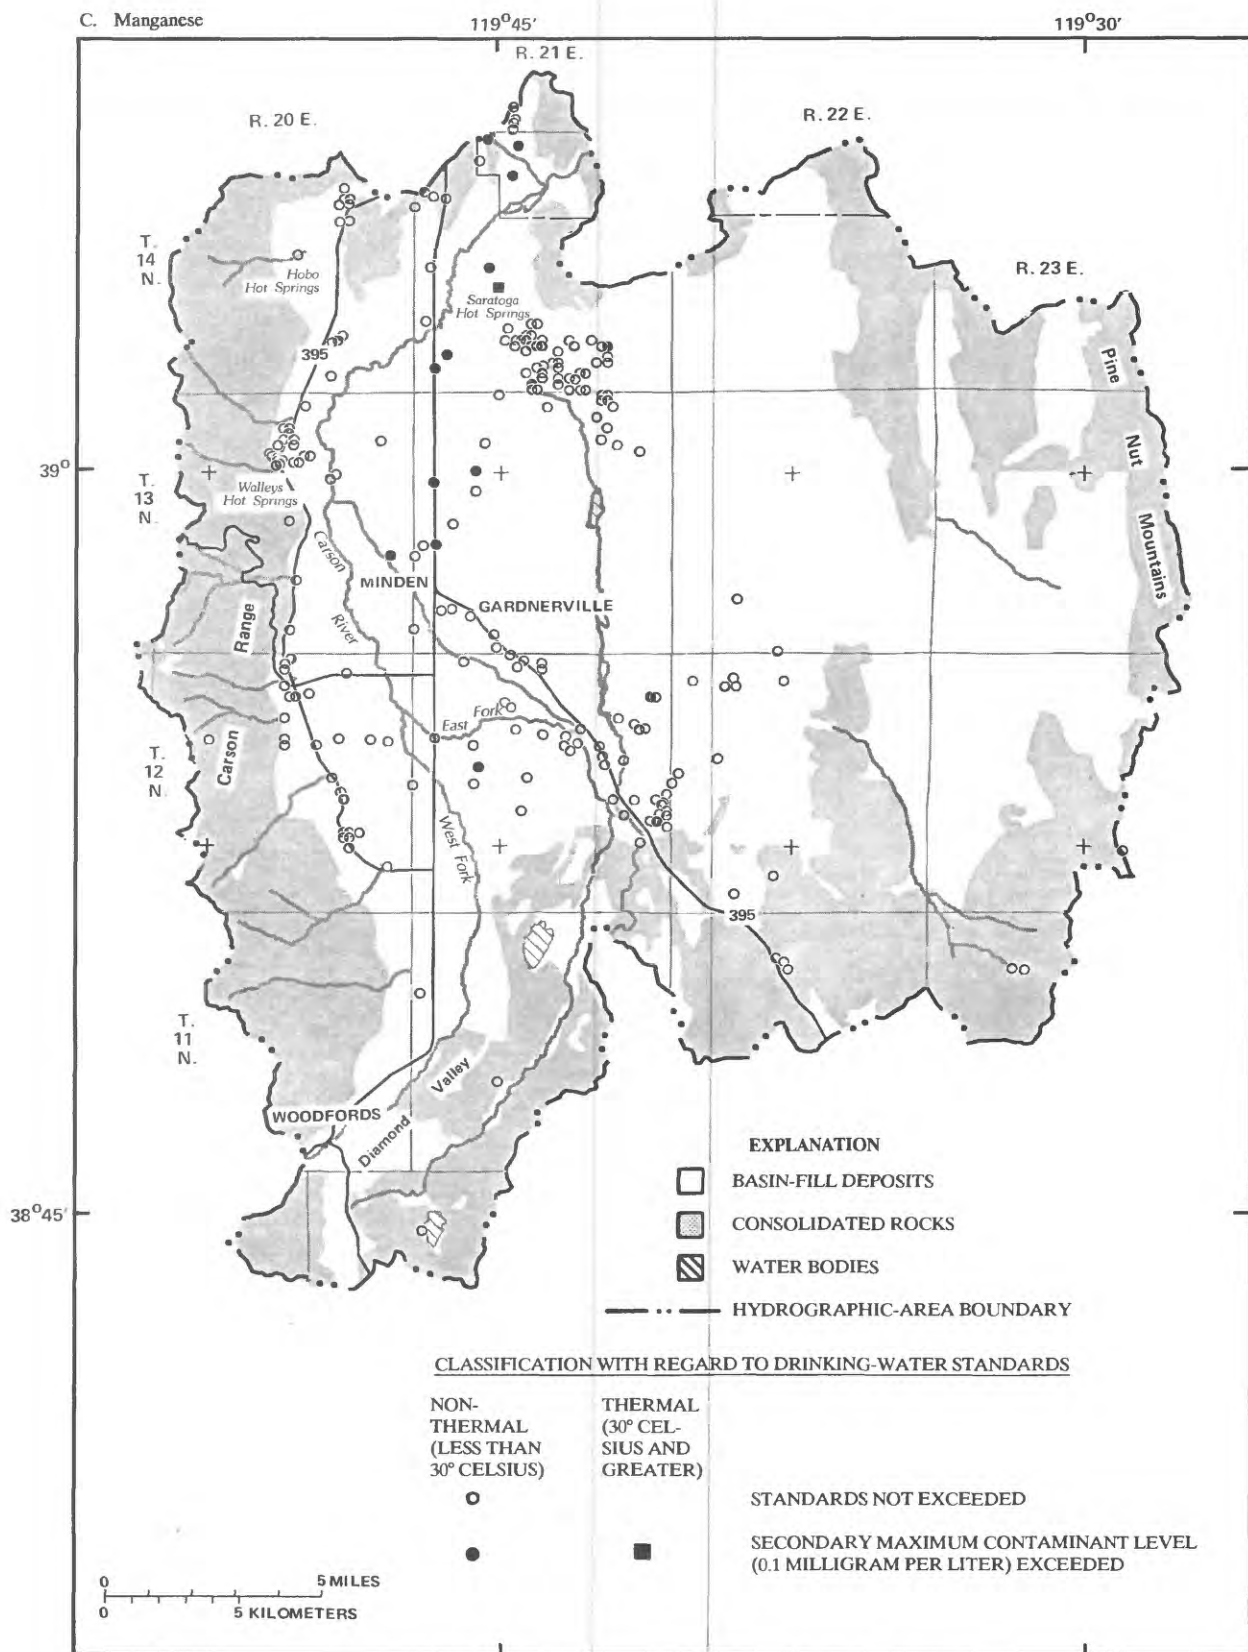 C. Manganese
119°45'
119°30'
R. 21 E.
R. 20 E.
R. 22 E.
R. 23 E.
T.
14
N.
Hobo
Hot Springs
Saratoga
Hot Springs
395
Pine
Nut
Mountains
39°
T.
13
N.
Walleys
Hot Springs
Carson
River
MINDEN
GARDNERVILLE
Range
Carson
East Fork
T.
12
N.
West Fork
395
T.
11
N.
Valley
Diamond
WOODFORDS
38°45'
EXPLANATION
BASIN-FILL DEPOSITS
CONSOLIDATED ROCKS
WATER BODIES
HYDROGRAPHIC-AREA BOUNDARY
CLASSIFICATION WITH REGARD TO DRINKING-WATER STANDARDS
NON-
THERMAL
(LESS THAN
30° CELSIUS)
THERMAL
(30° CEL-
SIUS AND
GREATER)
STANDARDS NOT EXCEEDED
SECONDARY MAXIMUM CONTAMINANT LEVEL
(0.1 MILLIGRAM PER LITER) EXCEEDED
0 5 MILES
0 5 KILOMETERS